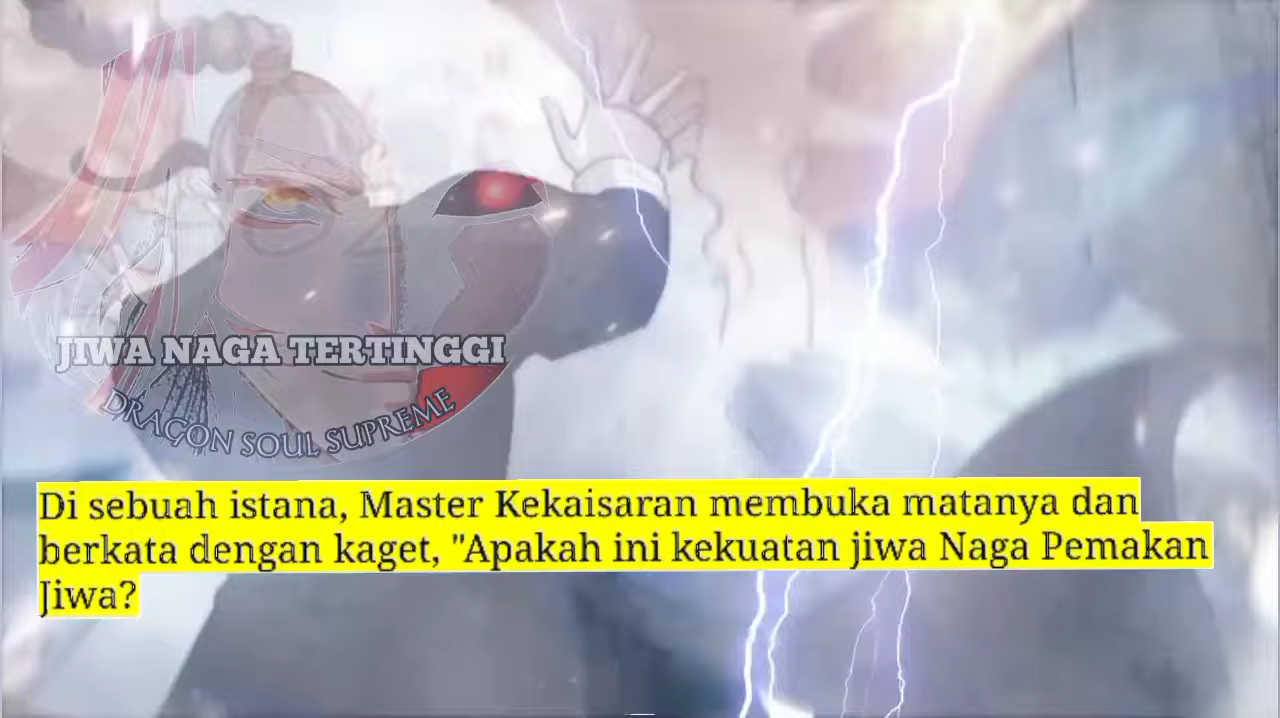 JIWA NAGA TERTINGGI
DRAGON SOUL SUPREME
Di sebuah istana, Master Kekaisaran membuka matanya dan
berkata dengan kaget, "Apakah ini kekuatan jiwa Naga Pemakan
Jiwa?